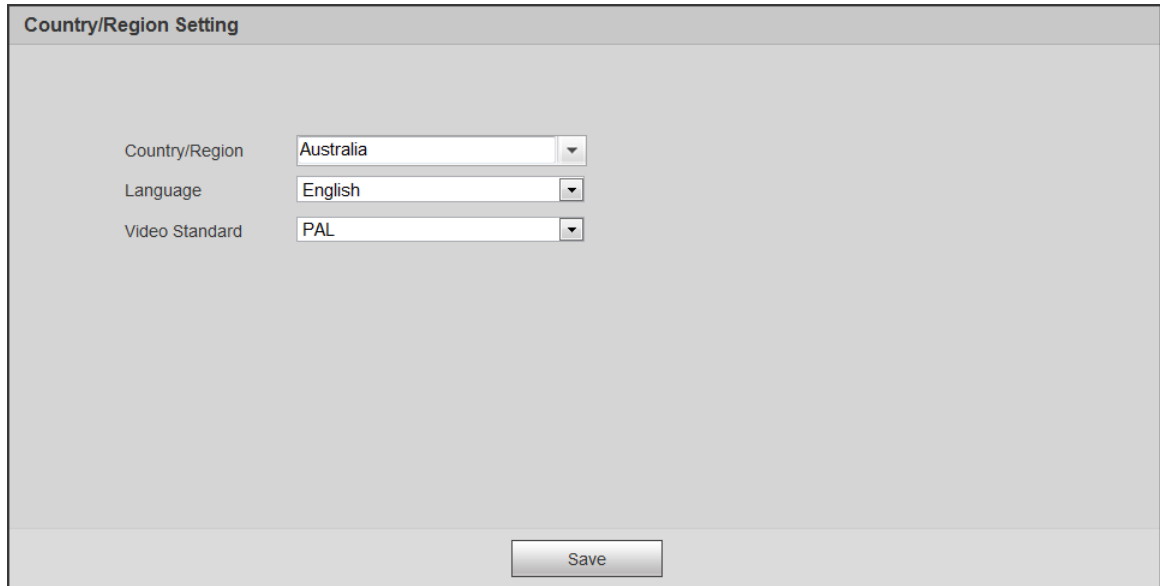 Country/Region Setting
Country/Region Australia
Language English
Video Standard PAL
Save